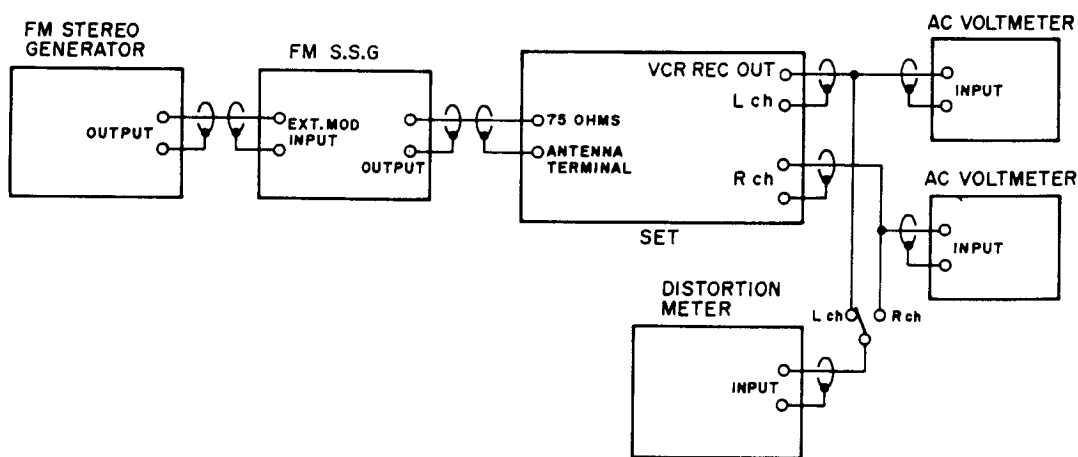 FM STEREO
GENERATOR
OUTPUT
FM S.S.G
EXT.MOD
INPUT
OUTPUT
75 OHMS
ANTENNA
TERMINAL
VCR REC OUT
L ch
R ch
SET
AC VOLTMETER
INPUT
AC VOLTMETER
INPUT
DISTORTION
METER
L ch
R ch
INPUT